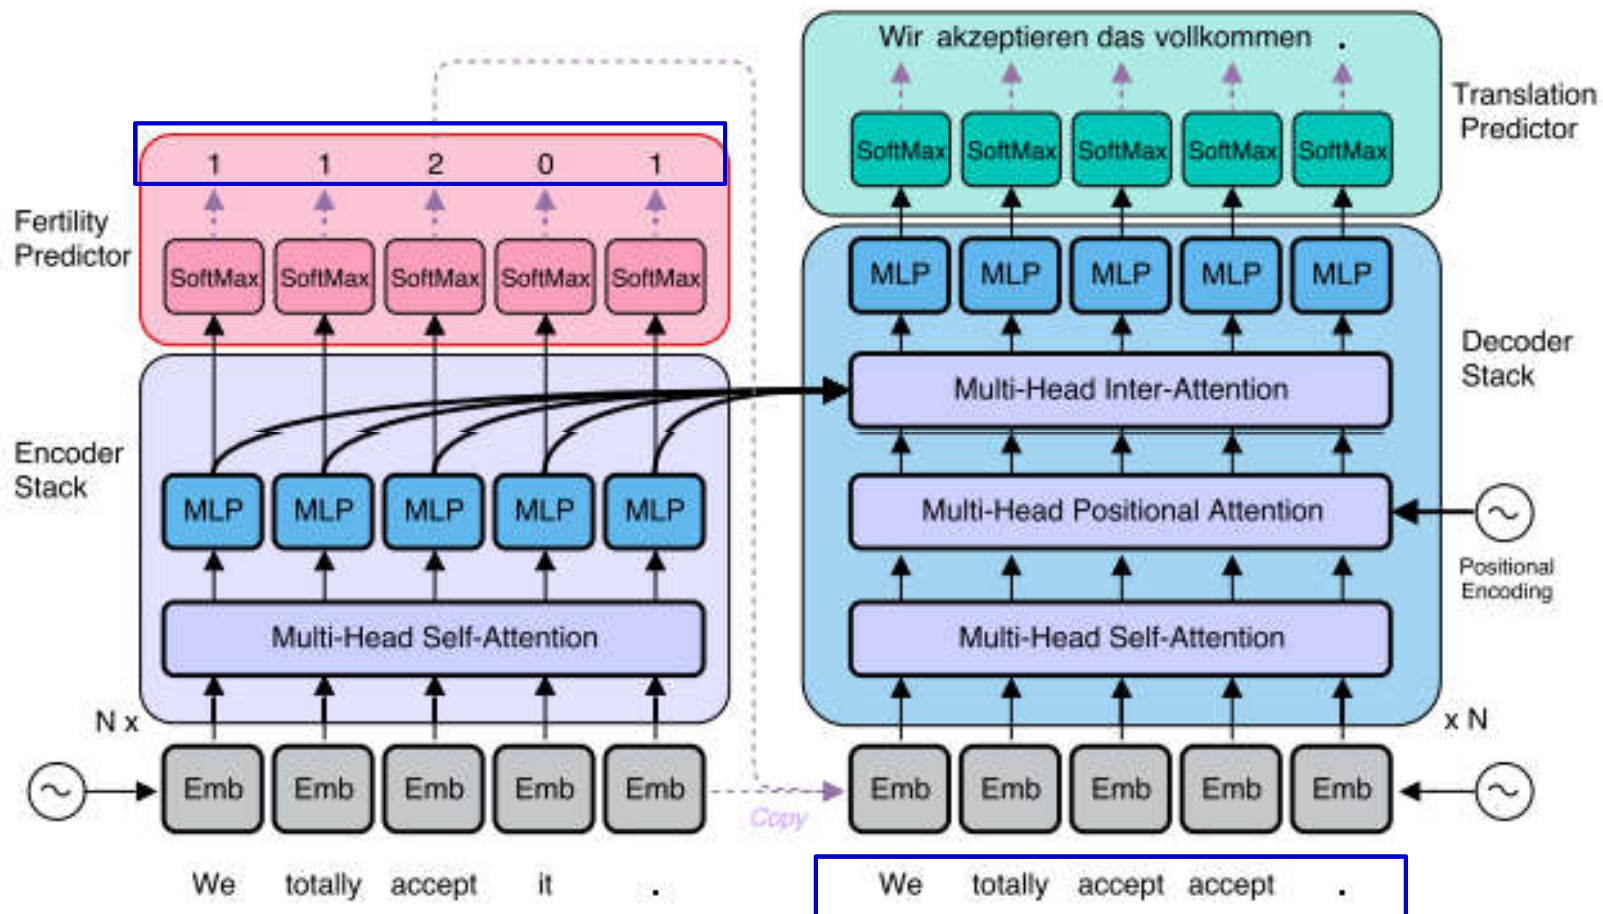 Wir akzeptieren das vollkommen .
Translation
Predictor
SoftMax SoftMax SoftMax SoftMax SoftMax
1 1 2 0 1
Fertility
Predictor
SoftMax SoftMax SoftMax SoftMax SoftMax
MLP MLP MLP MLP MLP
Decoder
Stack
Multi-Head Inter-Attention
Encoder
Stack
MLP MLP MLP MLP MLP
Multi-Head Positional Attention
Positional
Encoding
Multi-Head Self-Attention
Multi-Head Self-Attention
N x
x N
Emb Emb Emb Emb Emb
Copy
Emb Emb Emb Emb Emb
We totally accept it .
We totally accept accept .